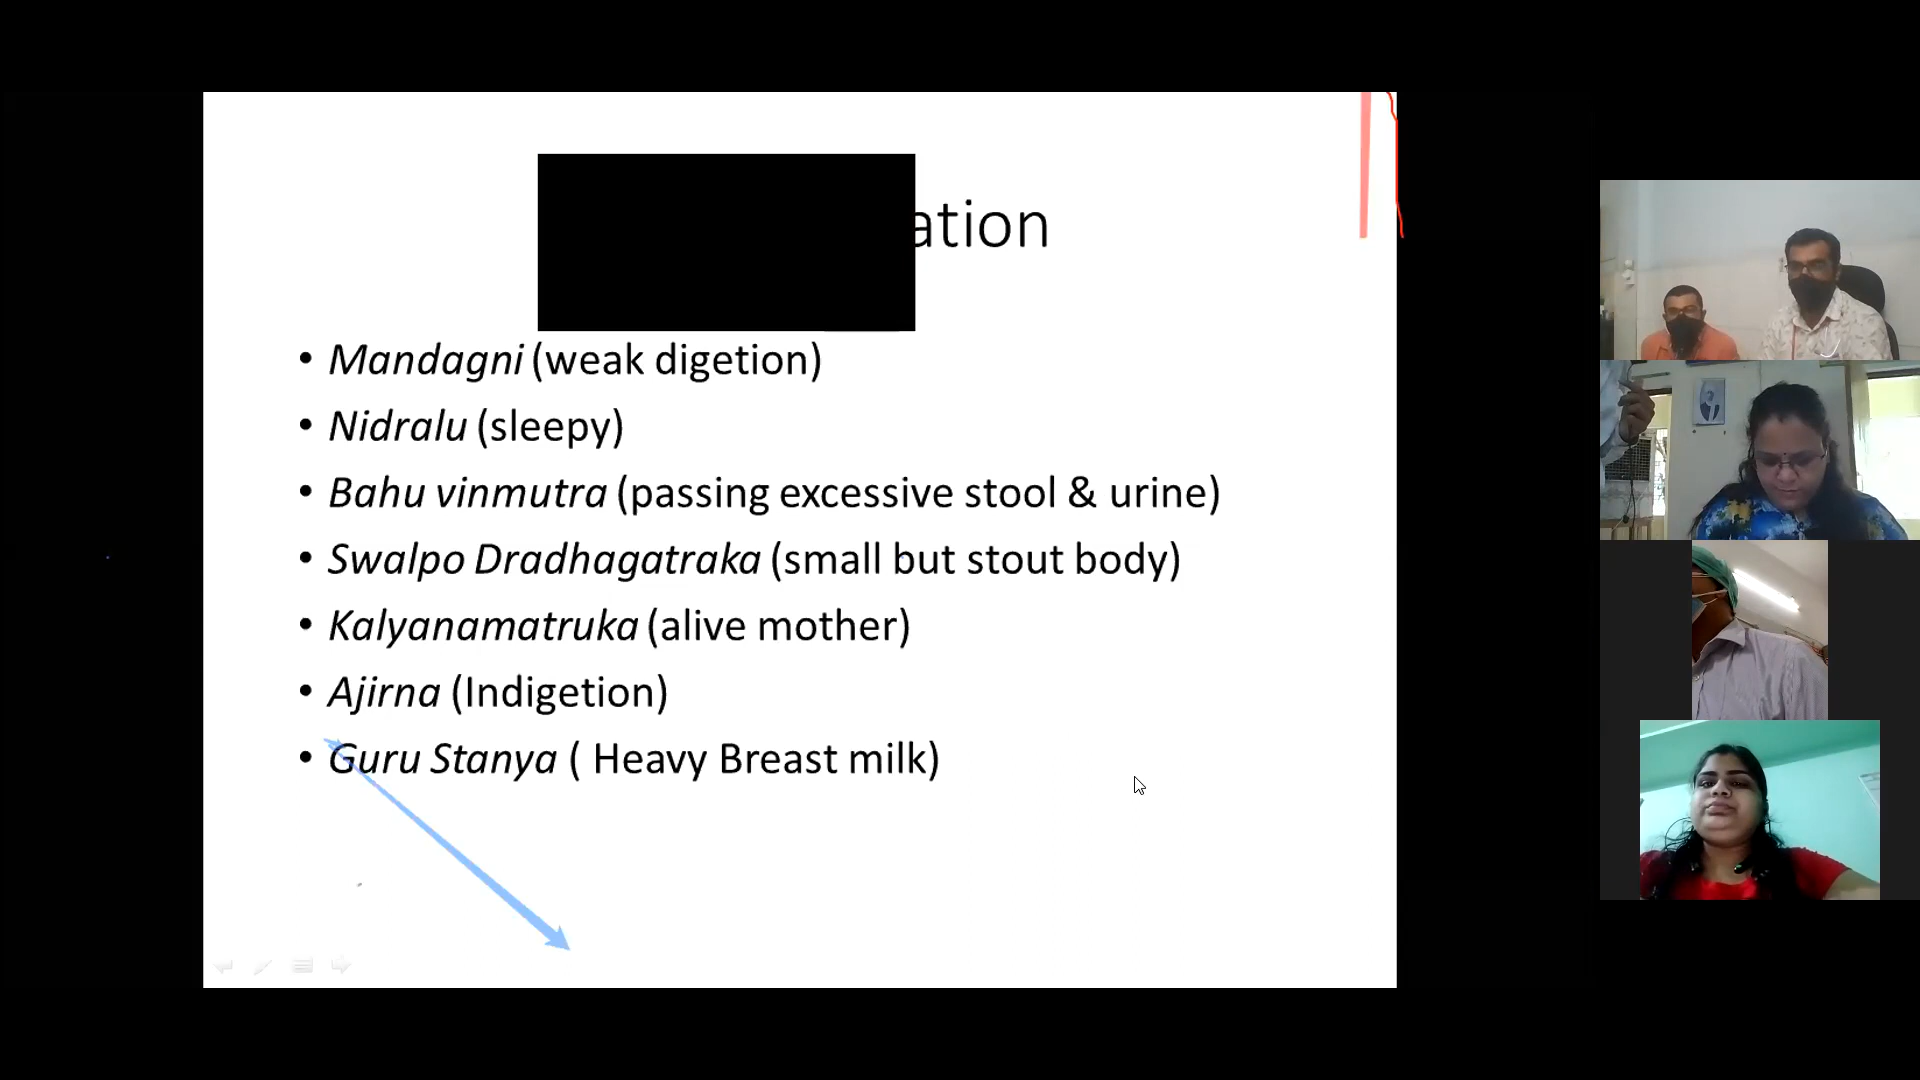 ation
• Mandagni (weak digetion)
• Nidralu (sleepy)
• Bahu vinmutra (passing excessive stool & urine)
• Swalpo Dradhagatraka (small but stout body)
• Kalyanamatruka (alive mother)
• Ajirna (Indigetion)
• Guru Stanya ( Heavy Breast milk)